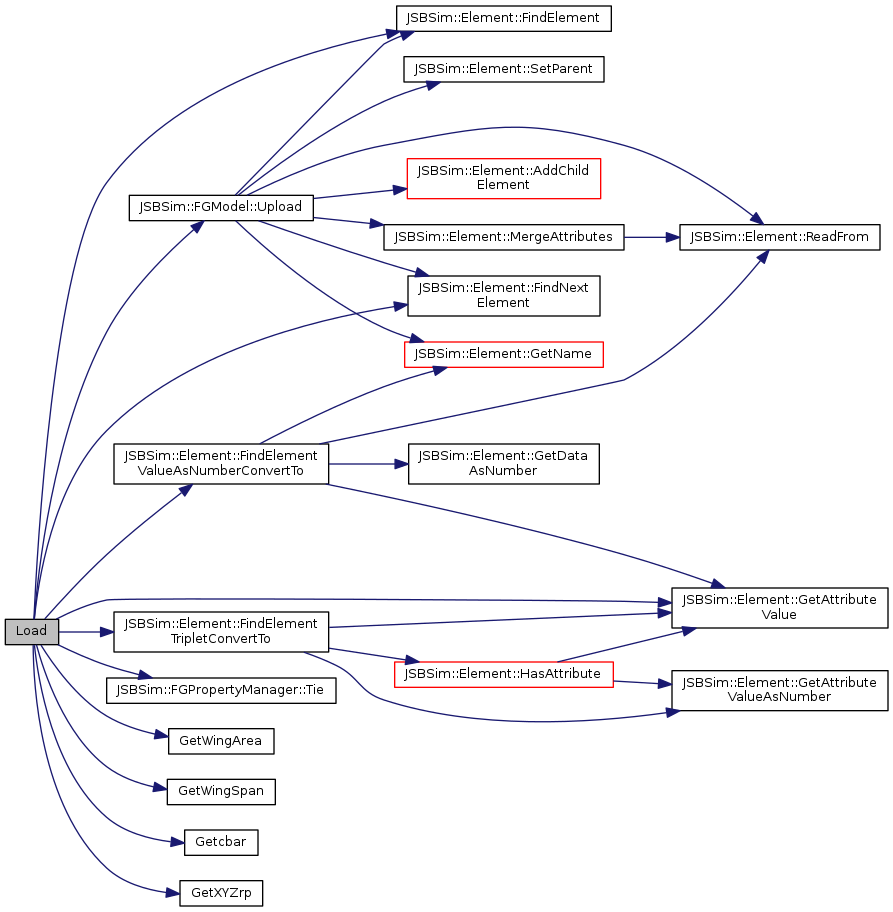 JSBSim::Element::FindElement
JSBSim::Element::SetParent
JSBSim::Element::AddChild
Element
JSBSim::FGModel::Upload
JSBSim::Element::MergeAttributes
JSBSim::Element::ReadFrom
JSBSim::Element::FindNext
Element
JSBSim::Element::GetName
JSBSim::Element::FindElement
ValueAsNumberConvertTo
JSBSim::Element::GetData
AsNumber
JSBSim::Element::GetAttribute
Value
Load
JSBSim::Element::FindElement
TripletConvertTo
JSBSim::Element::HasAttribute
JSBSim::Element::GetAttribute
ValueAsNumber
JSBSim::FGPropertyManager::Tie
GetWingArea
GetWingSpan
Getcbar
GetXYZrp